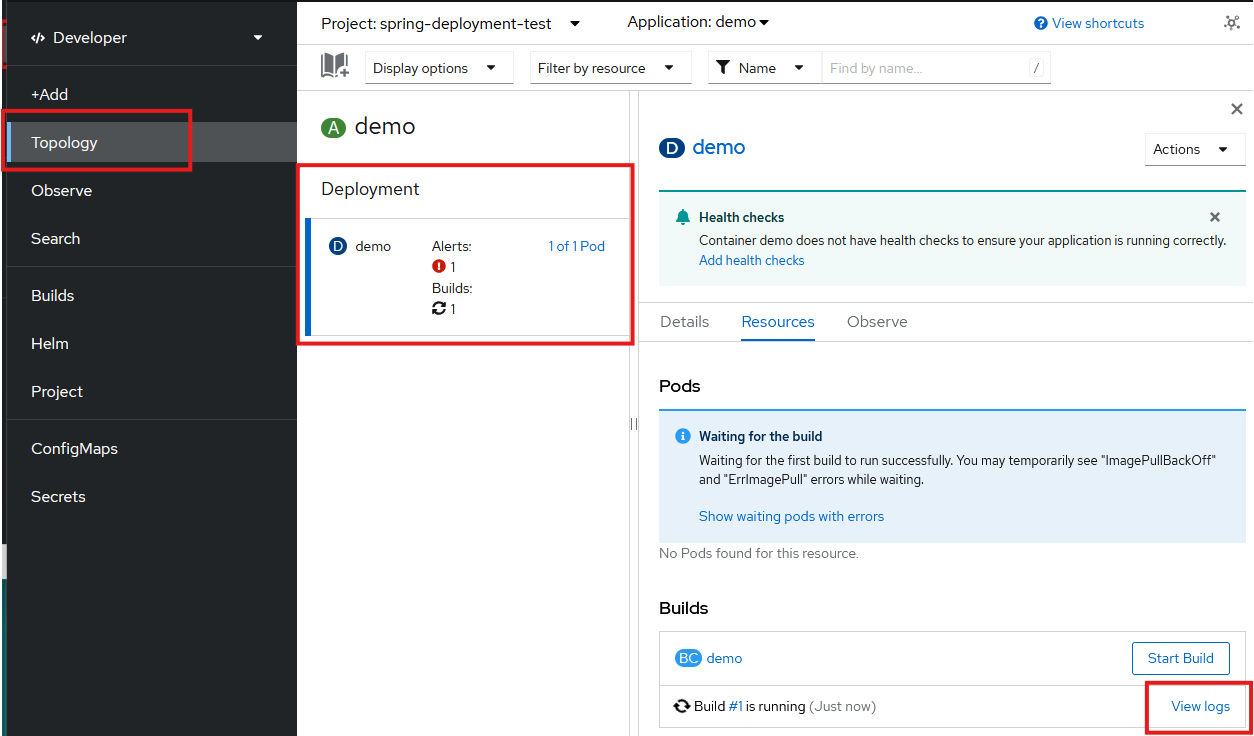 Developer
+Add
Topology
Observe
Search
Builds
Helm
Project
ConfigMaps
Secrets
Project: spring-deployment-test
Application: demo
? View shortcuts
Display options
Filter by resource
Name
Find by name...
/
A demo
Deployment
D demo
Alerts:
1 of 1 Pod
! 1
Builds:
1
D demo
Actions
Health checks
Container demo does not have health checks to ensure your application is running correctly.
Add health checks
Details
Resources
Observe
Pods
i Waiting for the build
Waiting for the first build to run successfully. You may temporarily see "ImagePullBackOff"
and "ErrImagePull" errors while waiting.
Show waiting pods with errors
No Pods found for this resource.
Builds
BC demo
Start Build
Build #1 is running (Just now)
View logs